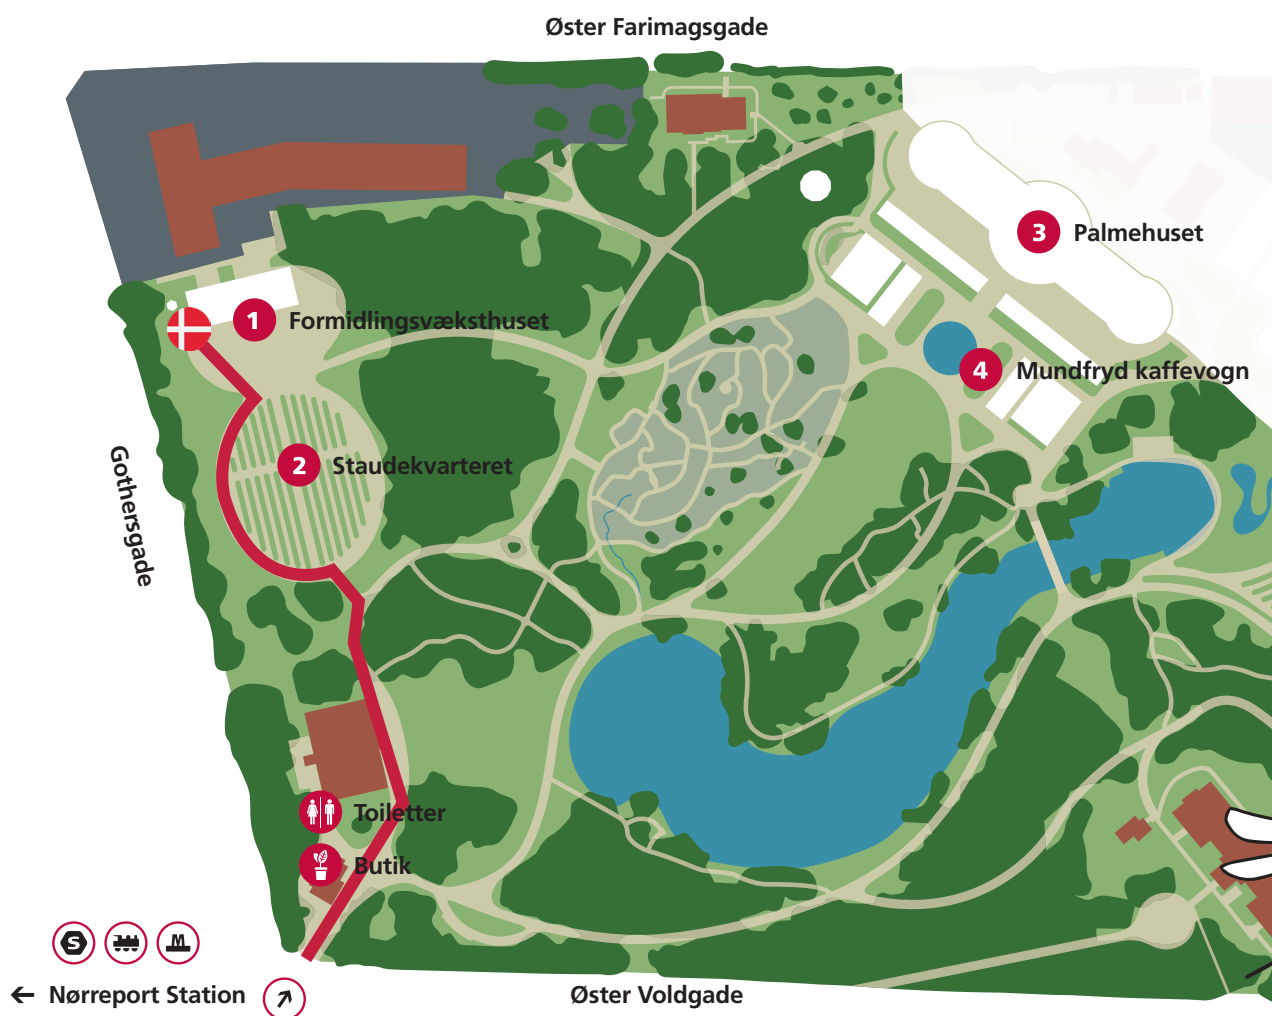 Øster Farimagsgade
3 Palmehuset
1 Formidlingsvæksthuset
4 Mundfryd kaffevogn
2 Staudekvarteret
Gothersgade
Toiletter
Butik
S M
← Nørreport Station
Øster Voldgade